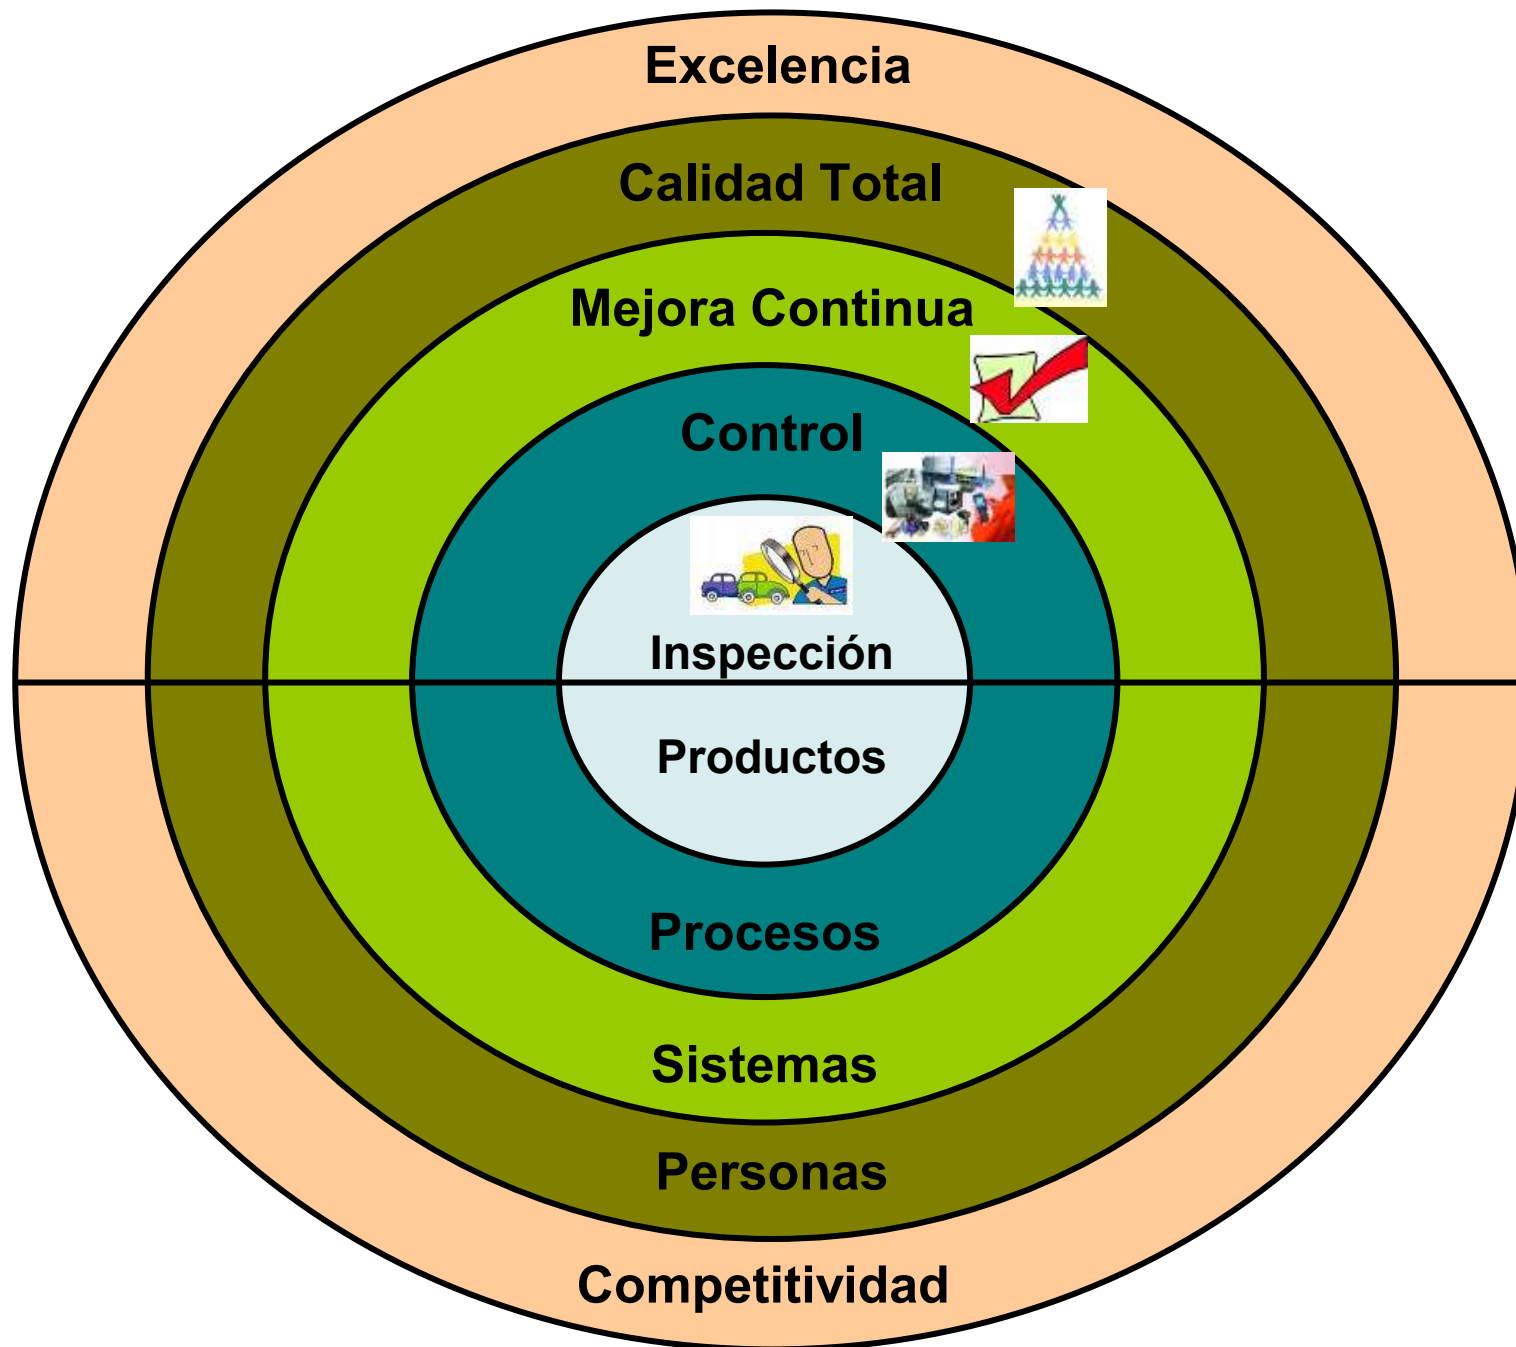 Excelencia
Calidad Total
Mejora Continua
Control
Inspección
Productos
Procesos
Sistemas
Personas
Competitividad